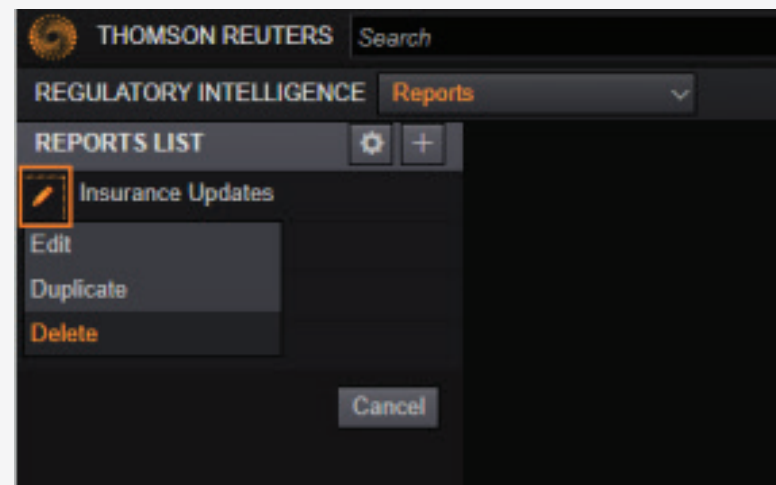 THOMSON REUTERS Search
REGULATORY INTELLIGENCE Reports
REPORTS LIST
Insurance Updates
Edit
Duplicate
Delete
Cancel